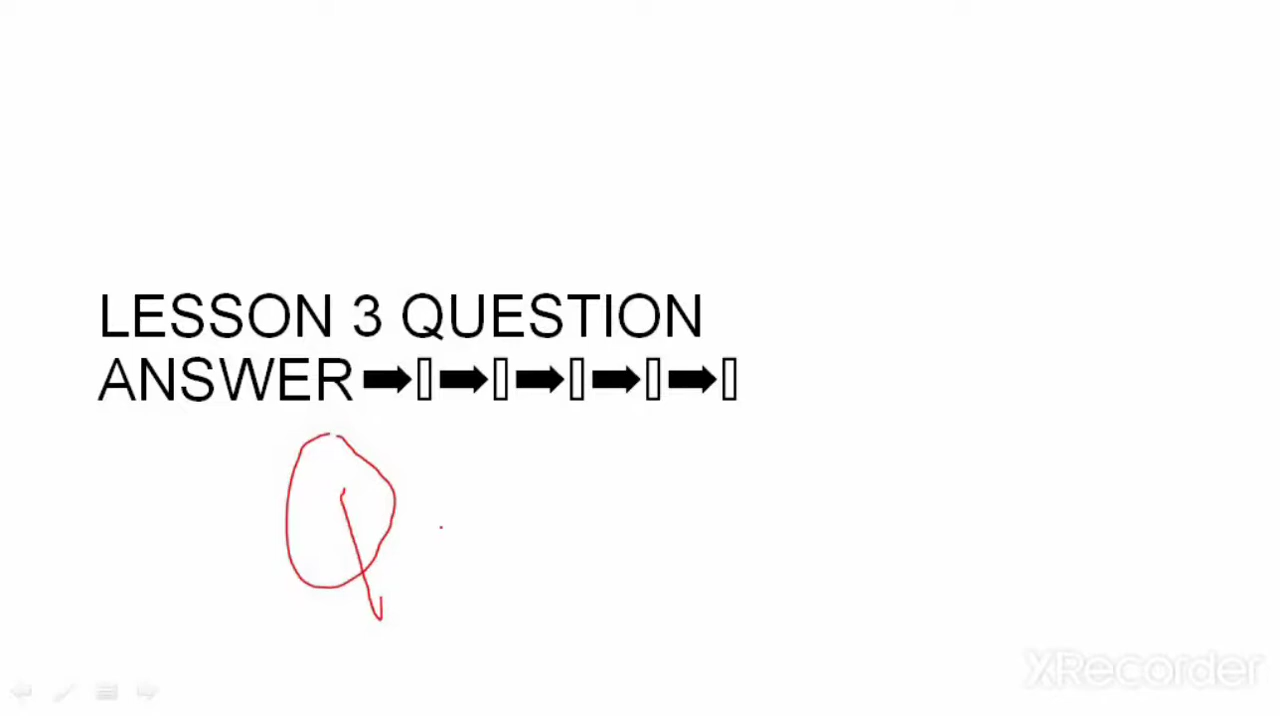 LESSON 3 QUESTION
ANSWER➡▯➡▯➡▯➡▯➡▯
Q
XRecorder